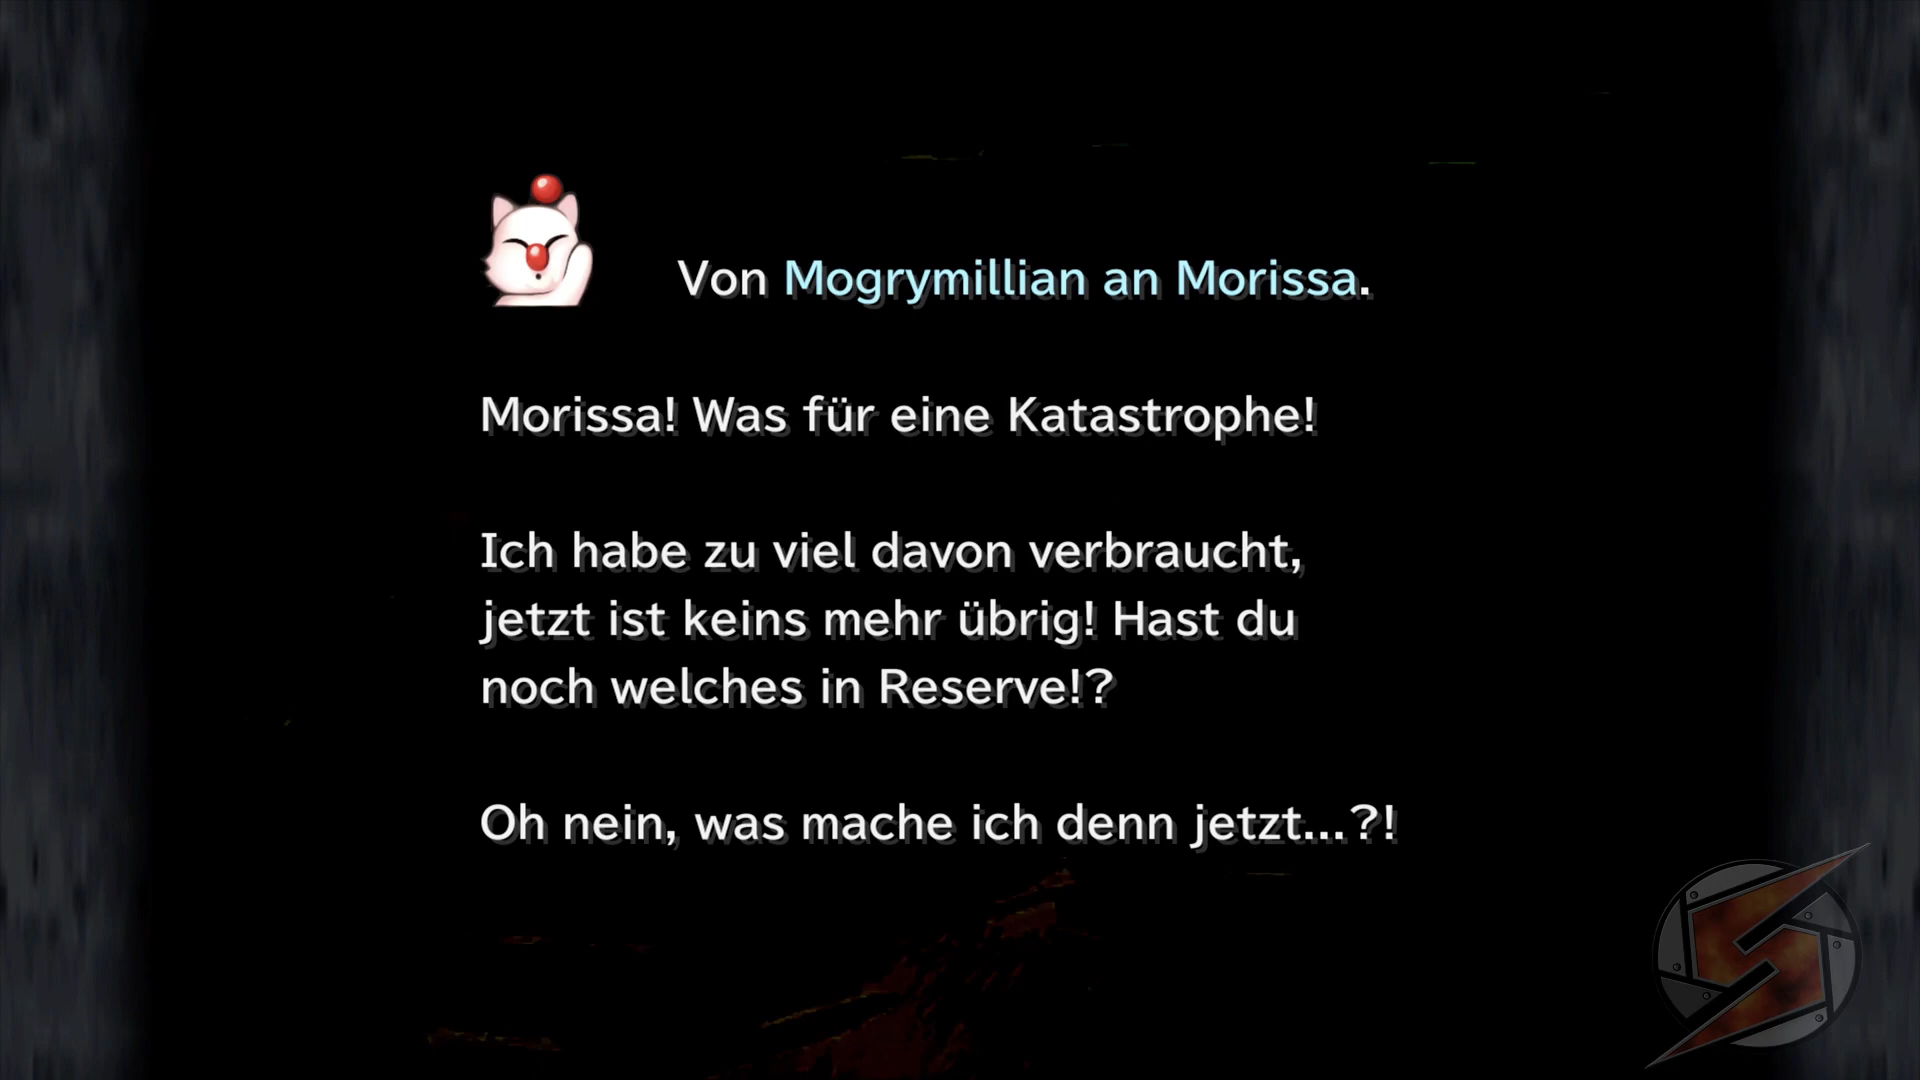 Von Mogrymillian an Morissa.
Morissa! Was für eine Katastrophe!
Ich habe zu viel davon verbraucht,
jetzt ist keins mehr übrig! Hast du
noch welches in Reserve!?
Oh nein, was mache ich denn jetzt...?!